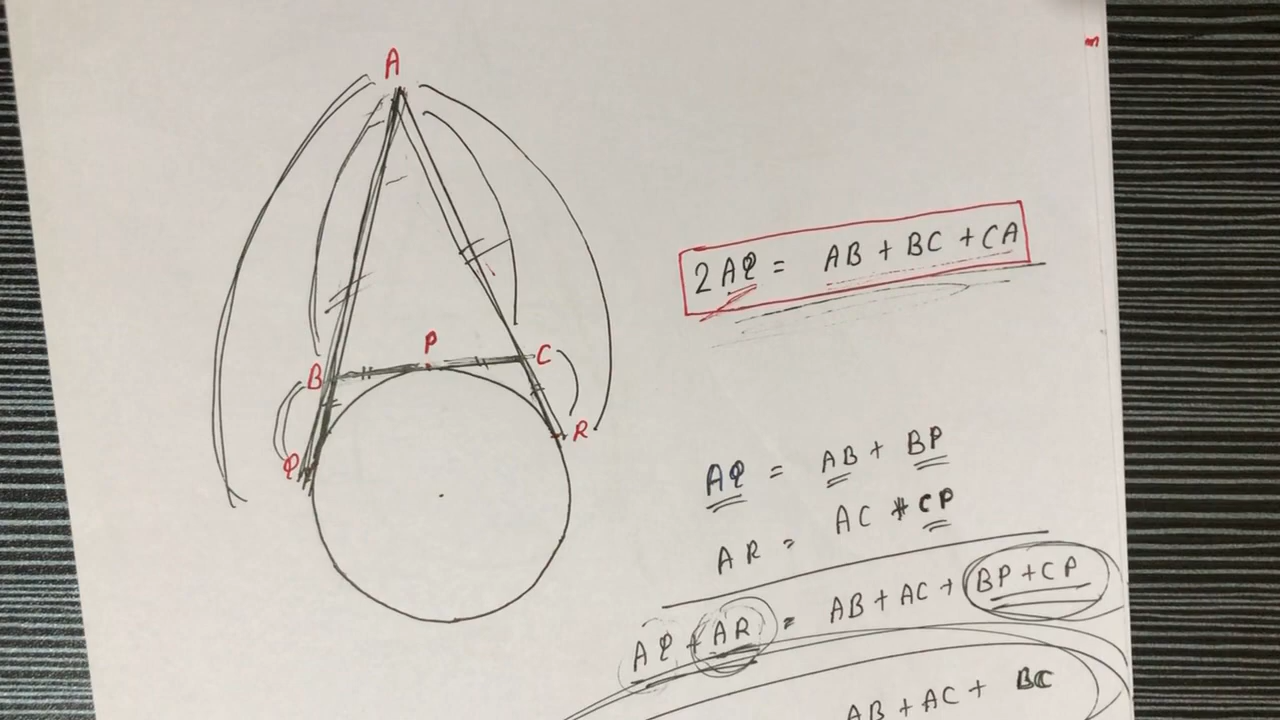 A
2AQ = AB + BC + CA
P
B
C
Q
R
AQ = AB + BP
AR = AC + CP
AQ + AR = AB + AC + BP + CP
AB + AC + BC